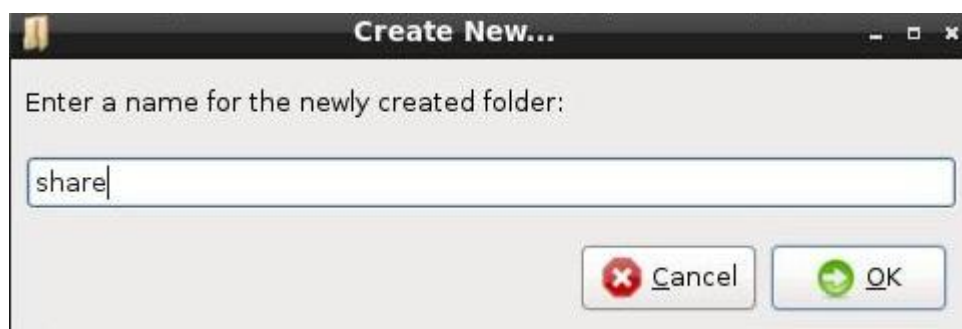 Create New...
Enter a name for the newly created folder:
share
Cancel
OK